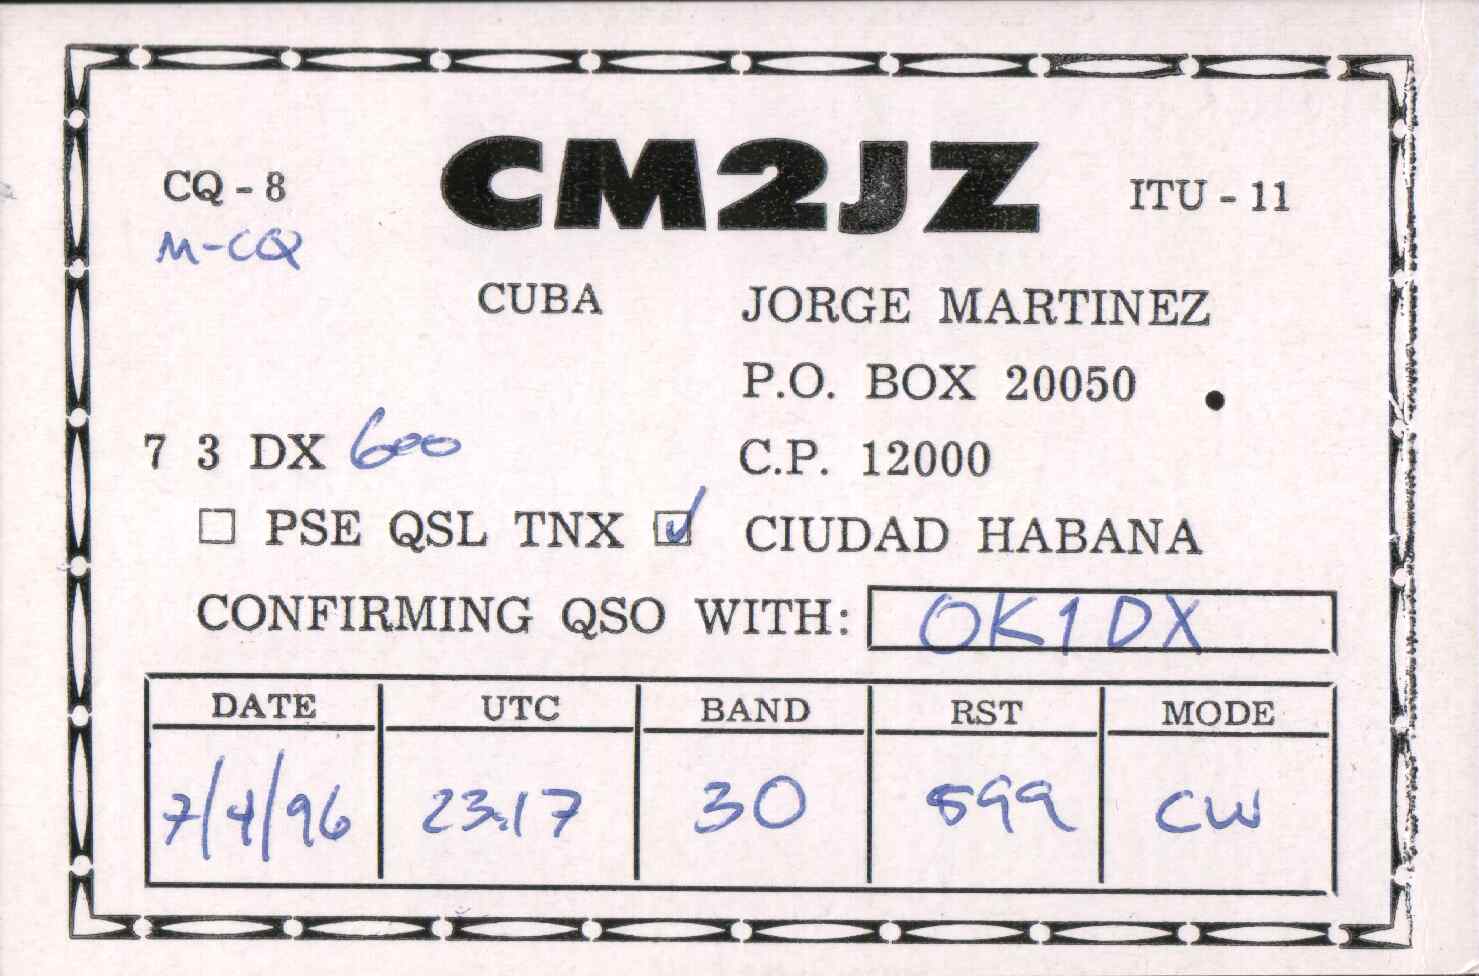 CM2JZ
CQ - 8
ITU - 11
M-CQ
CUBA
JORGE MARTINEZ
P.O. BOX 20050
7 3 DX 600
C.P. 12000
PSE QSL TNX
CIUDAD HABANA
CONFIRMING QSO WITH: OK1DX
DATE UTC BAND RST MODE
7/4/96 23:17 30 599 CW